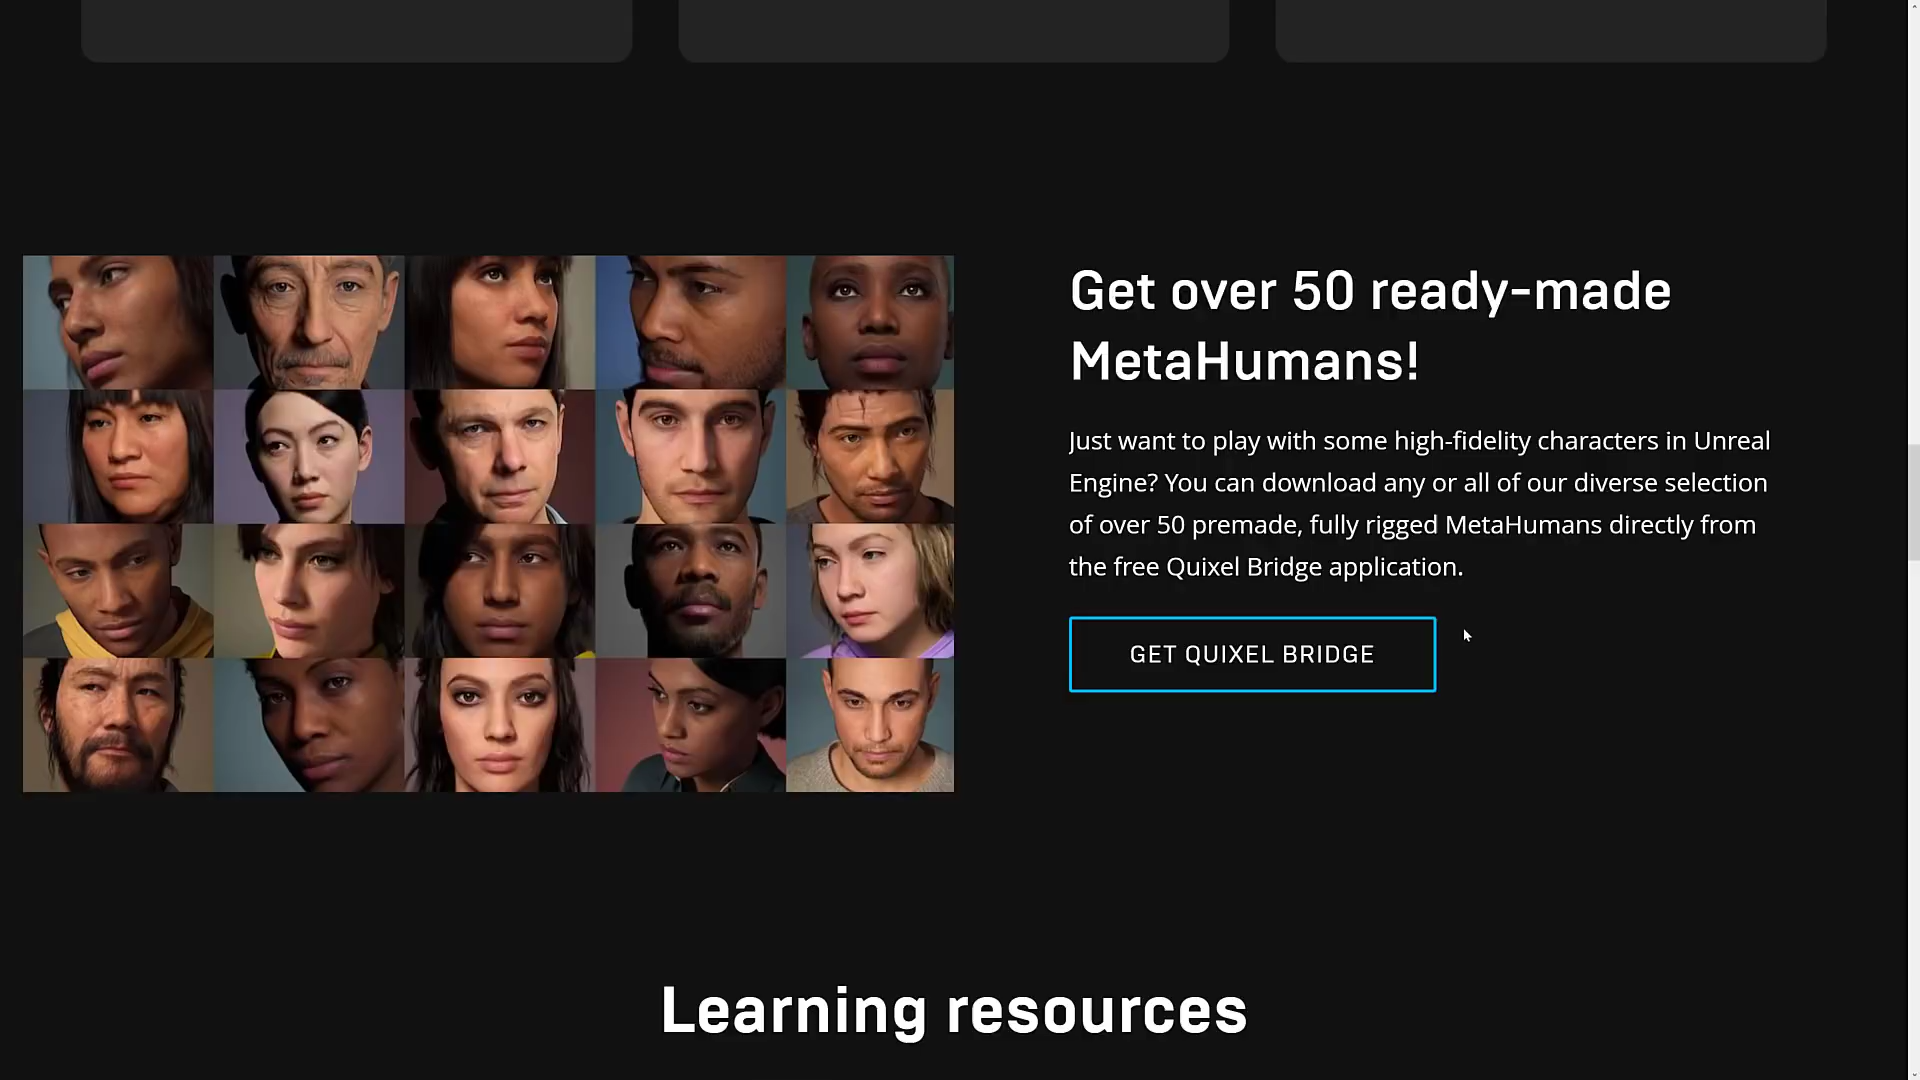 Get over 50 ready-made
MetaHumans!
Just want to play with some high-fidelity characters in Unreal
Engine? You can download any or all of our diverse selection
of over 50 premade, fully rigged MetaHumans directly from
the free Quixel Bridge application.
GET QUIXEL BRIDGE
Learning resources